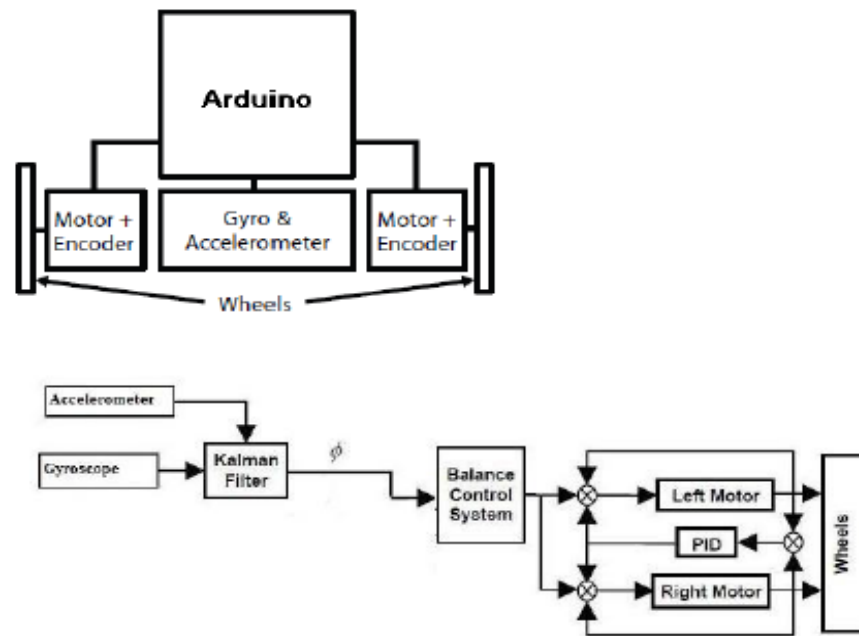 Arduino
Motor +
Encoder
Gyro &
Accelerometer
Motor +
Encoder
Wheels
Accelerometer
Gyroscope
Kalman
Filter
ϕ
Balance
Control
System
Left Motor
PID
Right Motor
Wheels